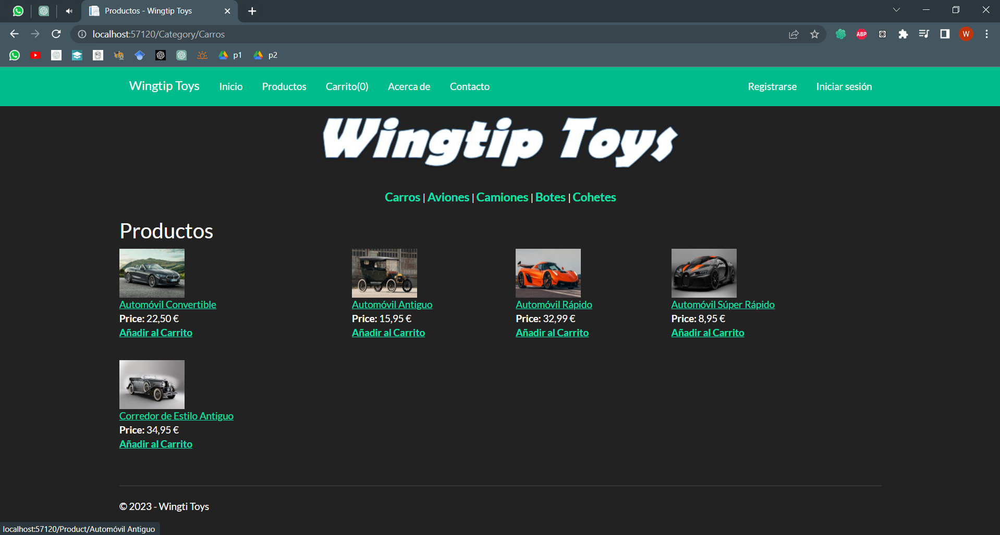 Productos - Wingtip Toys
localhost:57120/Category/Carros
ABP
W
p1 p2
Wingtip Toys Inicio Productos Carrito(0) Acerca de Contacto Registrarse Iniciar sesión
Wingtip Toys
Carros | Aviones | Camiones | Botes | Cohetes
Productos
Automóvil Convertible
Price: 22,50 €
Añadir al Carrito
Automóvil Antiguo
Price: 15,95 €
Añadir al Carrito
Automóvil Rápido
Price: 32,99 €
Añadir al Carrito
Automóvil Súper Rápido
Price: 8,95 €
Añadir al Carrito
Corredor de Estilo Antiguo
Price: 34,95 €
Añadir al Carrito
© 2023 - Wingti Toys
localhost:57120/Product/Automóvil Antiguo